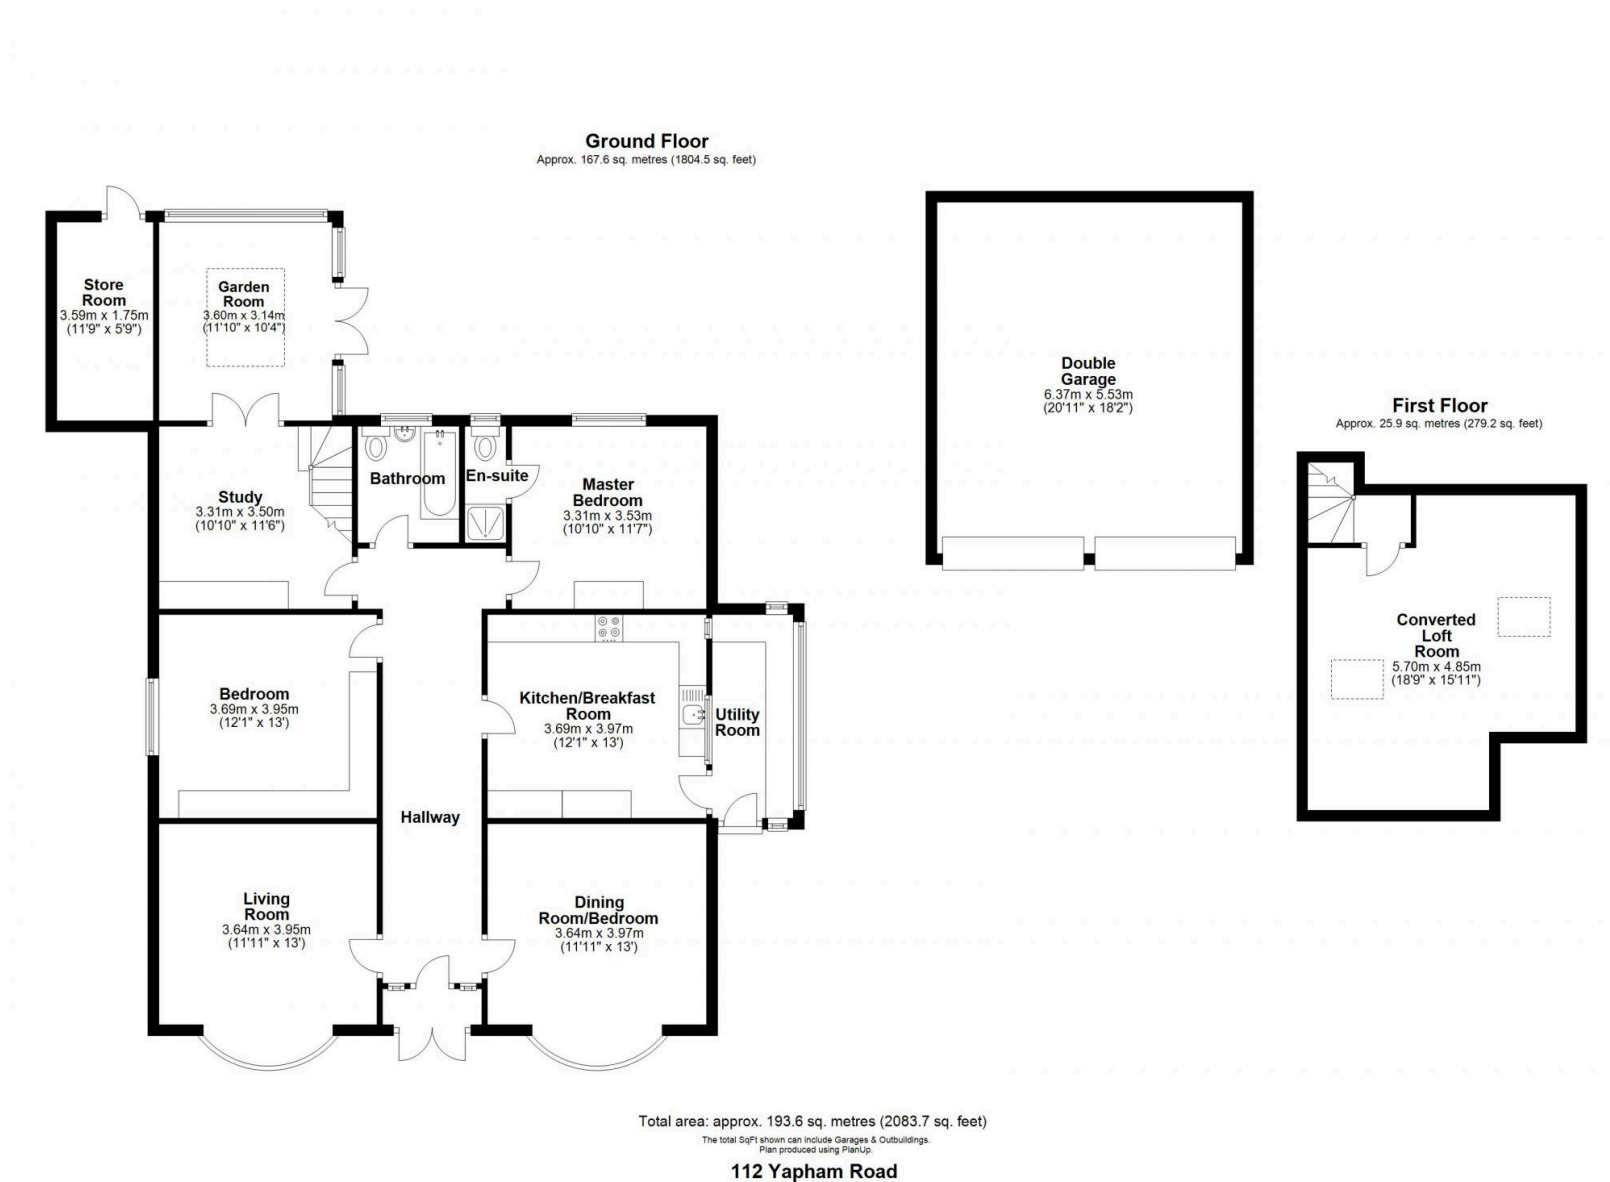 Ground Floor
Approx. 167.6 sq. metres (1804.5 sq. feet)
Store
Room
3.59m x 1.75m
(11'9" x 5'9")
Garden
Room
3.60m x 3.14m
(11'10" x 10'4")
Study
3.31m x 3.50m
(10'10" x 11'6")
Bathroom
En-suite
Master
Bedroom
3.31m x 3.53m
(10'10" x 11'7")
Bedroom
3.69m x 3.95m
(12'1" x 13')
Kitchen/Breakfast
Room
3.69m x 3.97m
(12'1" x 13')
Utility
Room
Hallway
Living
Room
3.64m x 3.95m
(11'11" x 13')
Dining
Room/Bedroom
3.64m x 3.97m
(11'11" x 13')
Double
Garage
6.37m x 5.53m
(20'11" x 18'2")
First Floor
Approx. 25.9 sq. metres (279.2 sq. feet)
Converted
Loft
Room
5.70m x 4.85m
(18'9" x 15'11")
Total area: approx. 193.6 sq. metres (2083.7 sq. feet)
The total SqFt shown can include Garages & Outbuildings.
Plan produced using PlanUp.
112 Yapham Road